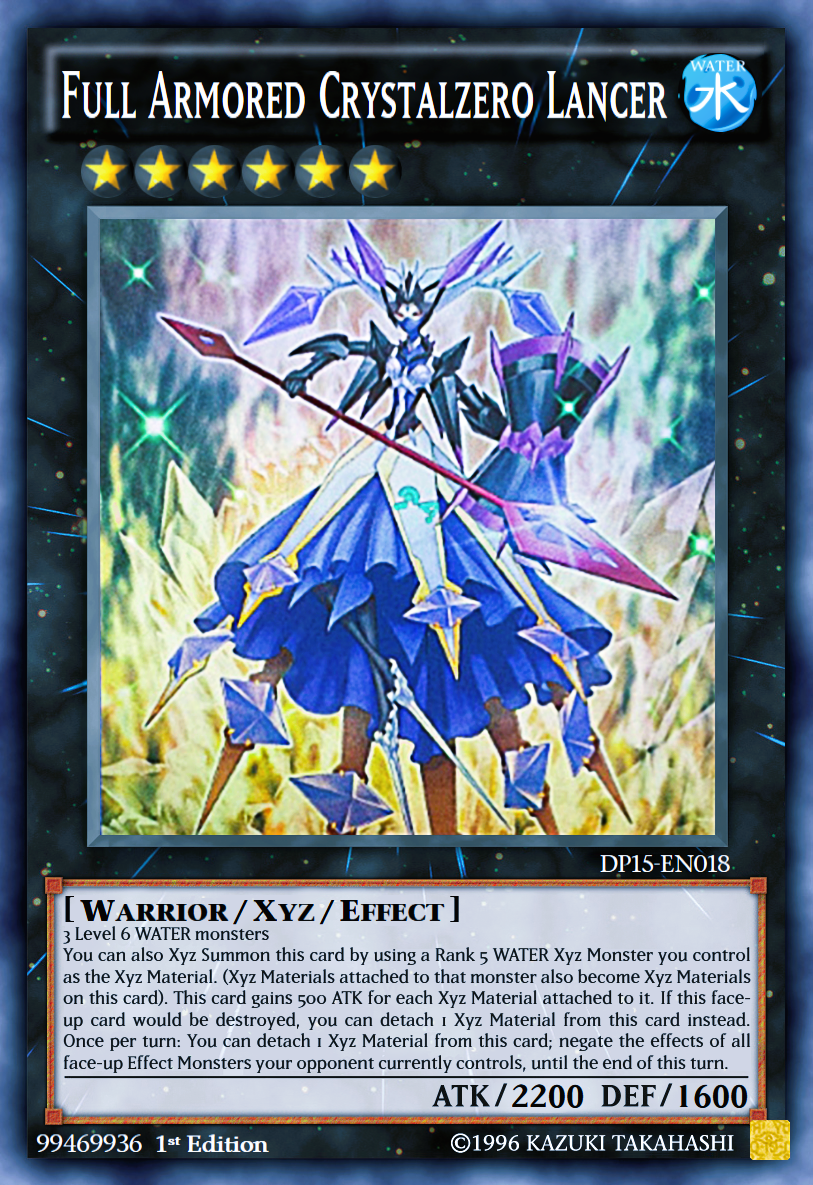 Full Armored Crystalzero Lancer
WATER
水
DP15-EN018
[ Warrior / Xyz / Effect ]
3 Level 6 WATER monsters
You can also Xyz Summon this card by using a Rank 5 WATER Xyz Monster you control
as the Xyz Material. (Xyz Materials attached to that monster also become Xyz Materials
on this card). This card gains 500 ATK for each Xyz Material attached to it. If this face-
up card would be destroyed, you can detach 1 Xyz Material from this card instead.
Once per turn: You can detach 1 Xyz Material from this card; negate the effects of all
face-up Effect Monsters your opponent currently controls, until the end of this turn.
ATK/2200 DEF/1600
99469936 1st Edition ©1996 KAZUKI TAKAHASHI